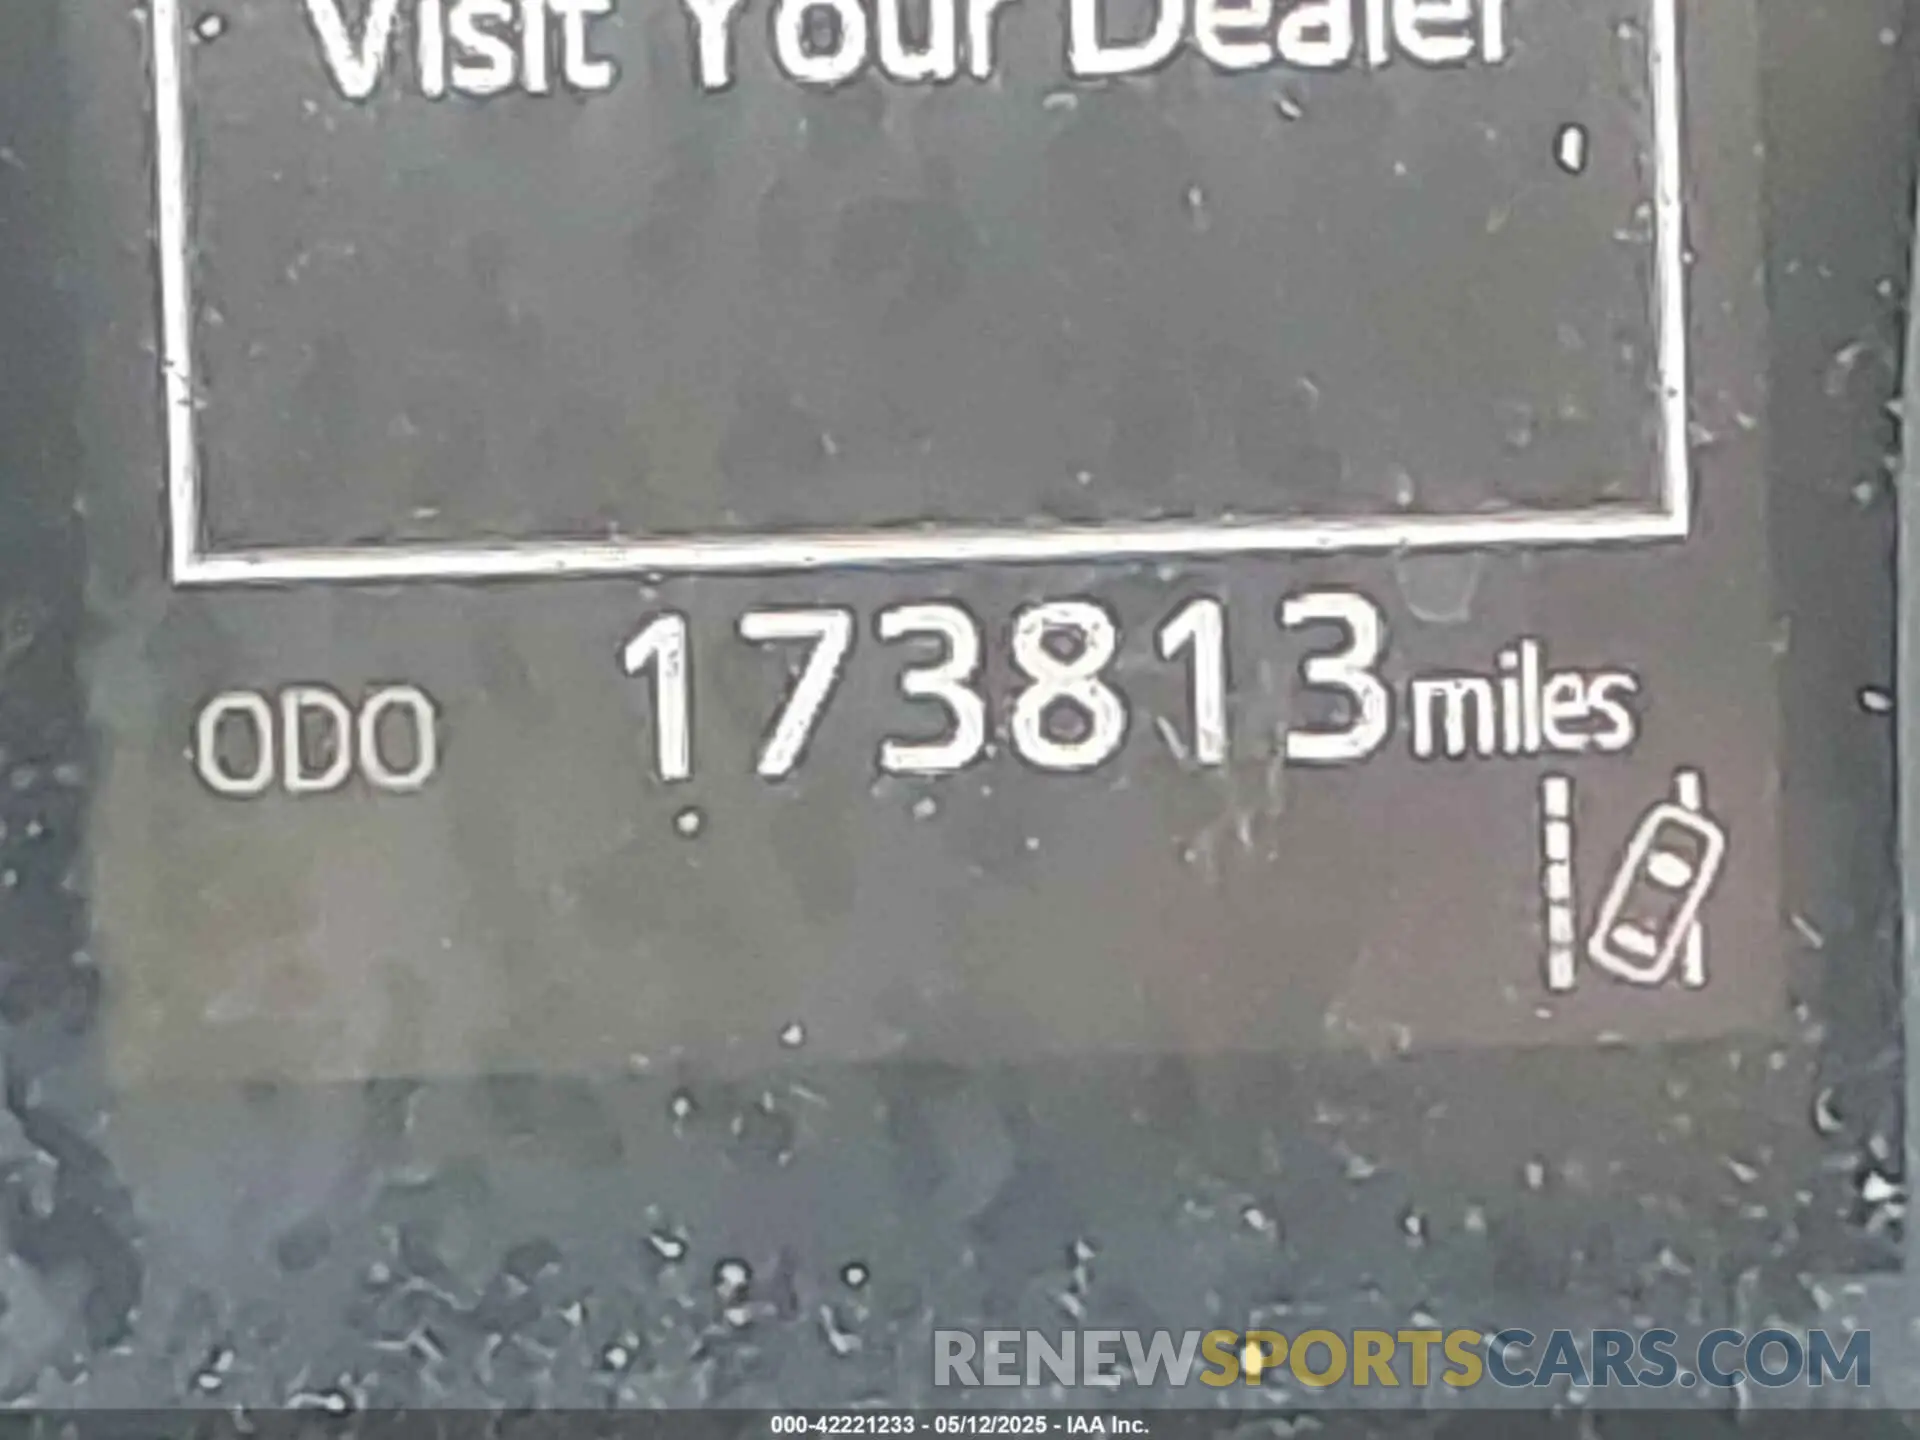 Visit Your Dealer
ODO 173813 miles
RENEWSPORTSCARS.COM
000-42221233 - 05/12/2025 - IAA Inc.